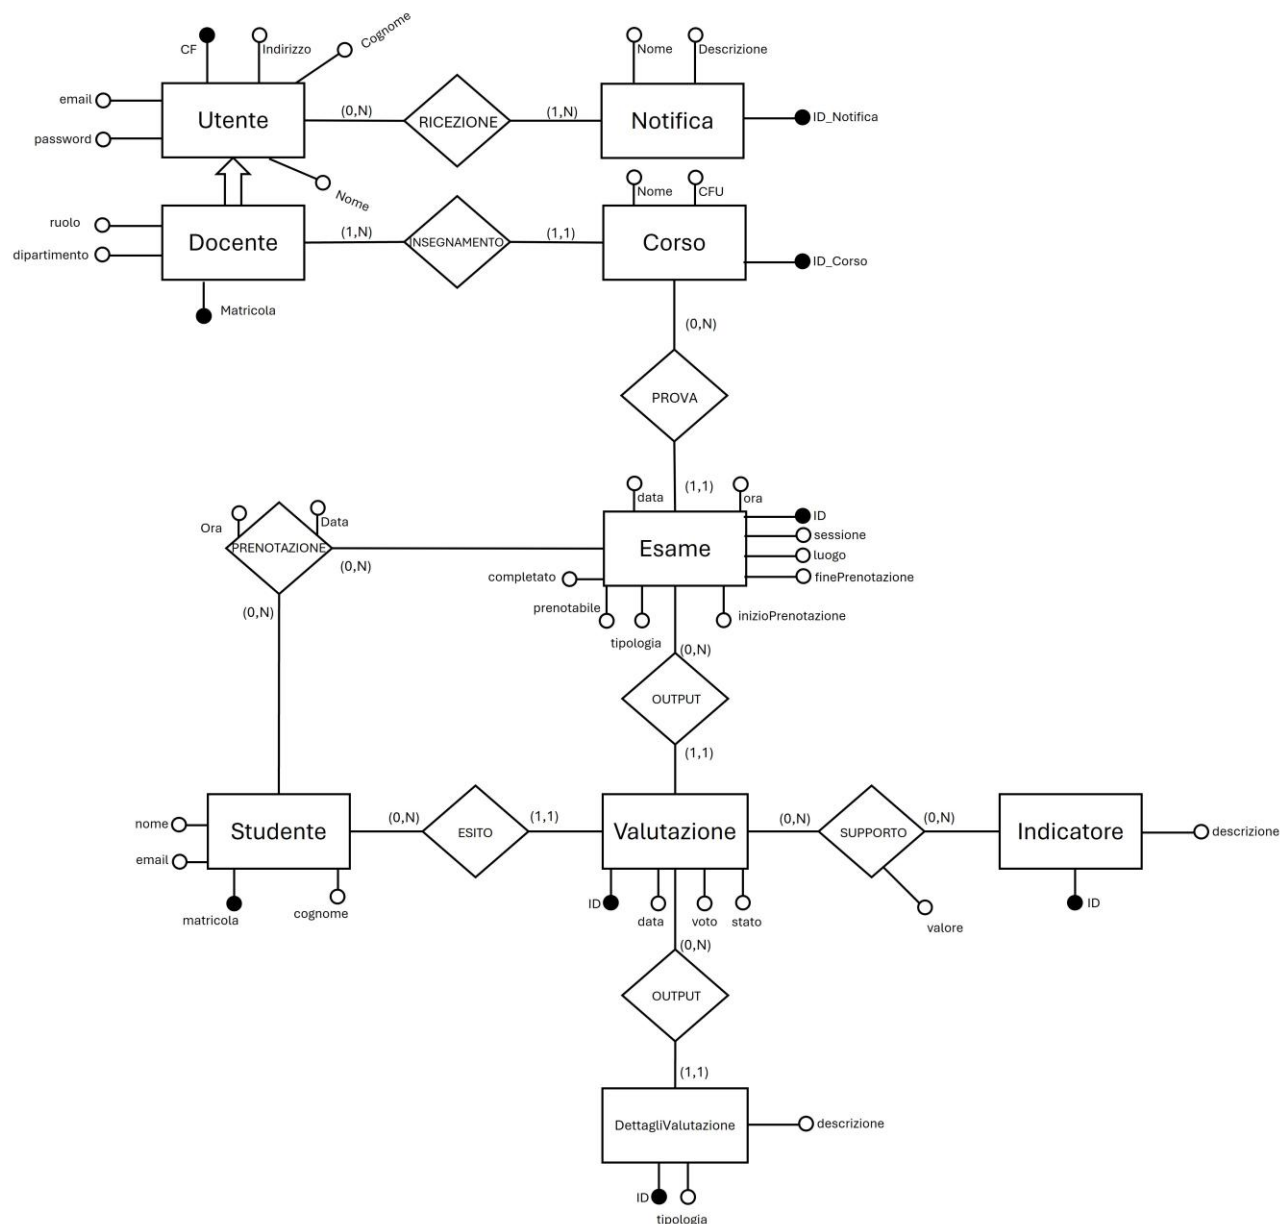 Cognome
CF
Indirizzo
Nome
Descrizione
email
Utente
(0,N)
RICEZIONE
(1,N)
Notifica
ID_Notifica
password
Nome
Nome
CFU
ruolo
Docente
(1,N)
INSEGNAMENTO
(1,1)
Corso
dipartimento
ID_Corso
Matricola
(0,N)
PROVA
(1,1)
data
ora
ID
Ora
Data
sessione
PRENOTAZIONE
Esame
luogo
(0,N)
completato
finePrenotazione
prenotabile
inizioPrenotazione
(0,N)
tipologia
(0,N)
OUTPUT
(1,1)
nome
Studente
(0,N)
ESITO
(1,1)
Valutazione
(0,N)
SUPPORTO
(0,N)
Indicatore
descrizione
email
matricola
cognome
ID
data
voto
stato
ID
valore
(0,N)
OUTPUT
(1,1)
DettagliValutazione
descrizione
ID
tipologia